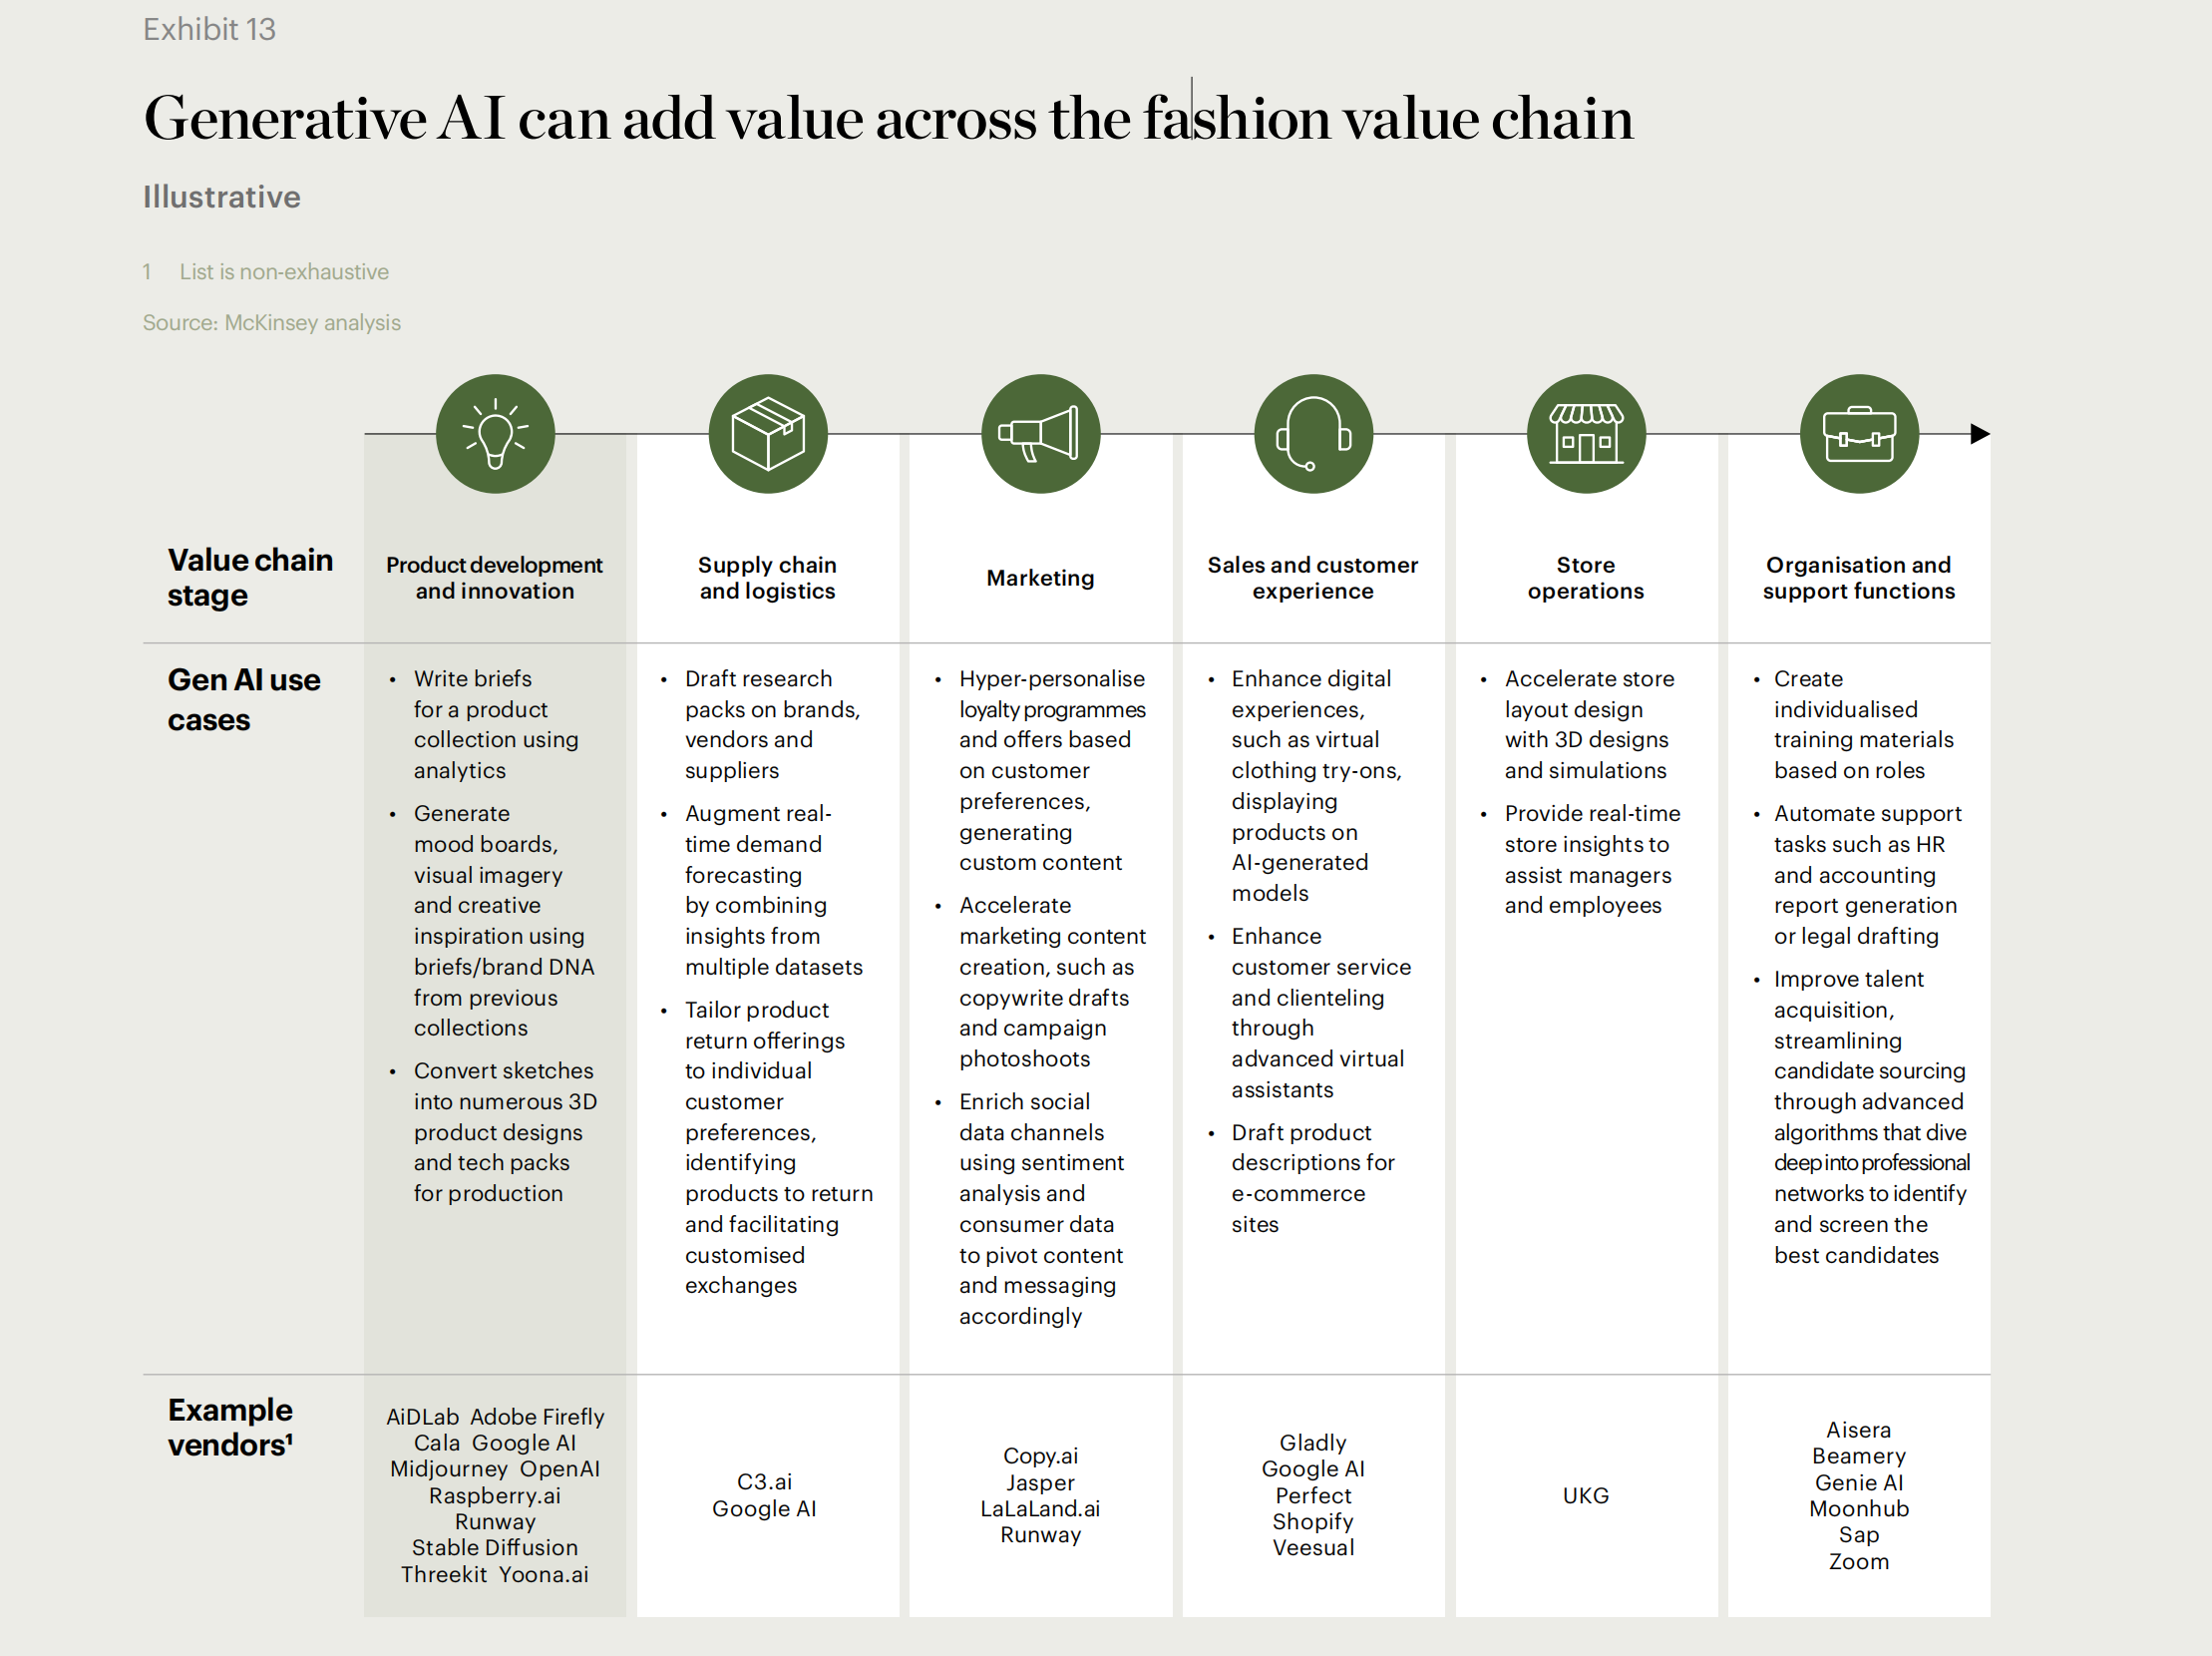 Exhibit 13
Generative AI can add value across the fashion value chain
Illustrative
1 List is non-exhaustive
Source: McKinsey analysis
Value chain
stage
Product development
and innovation
Supply chain
and logistics
Marketing
Sales and customer
experience
Store
operations
Organisation and
support functions
Gen AI use
cases
• Write briefs
for a product
collection using
analytics
• Generate
mood boards,
visual imagery
and creative
inspiration using
briefs/brand DNA
from previous
collections
• Convert sketches
into numerous 3D
product designs
and tech packs
for production
• Draft research
packs on brands,
vendors and
suppliers
• Augment real-
time demand
forecasting
by combining
insights from
multiple datasets
• Tailor product
return offerings
to individual
customer
preferences,
identifying
products to return
and facilitating
customised
exchanges
• Hyper-personalise
loyalty programmes
and offers based
on customer
preferences,
generating
custom content
• Accelerate
marketing content
creation, such as
copywrite drafts
and campaign
photoshoots
• Enrich social
data channels
using sentiment
analysis and
consumer data
to pivot content
and messaging
accordingly
• Enhance digital
experiences,
such as virtual
clothing try-ons,
displaying
products on
AI-generated
models
• Enhance
customer service
and clienteling
through
advanced virtual
assistants
• Draft product
descriptions for
e-commerce
sites
• Accelerate store
layout design
with 3D designs
and simulations
• Provide real-time
store insights to
assist managers
and employees
• Create
individualised
training materials
based on roles
• Automate support
tasks such as HR
and accounting
report generation
or legal drafting
• Improve talent
acquisition,
streamlining
candidate sourcing
through advanced
algorithms that dive
deep into professional
networks to identify
and screen the
best candidates
Example
vendors¹
AiDLab Adobe Firefly
Cala Google AI
Midjourney OpenAI
Raspberry.ai
Runway
Stable Diffusion
Threekit Yoona.ai
C3.ai
Google AI
Copy.ai
Jasper
LaLaLand.ai
Runway
Gladly
Google AI
Perfect
Shopify
Veesual
UKG
Aisera
Beamery
Genie AI
Moonhub
Sap
Zoom